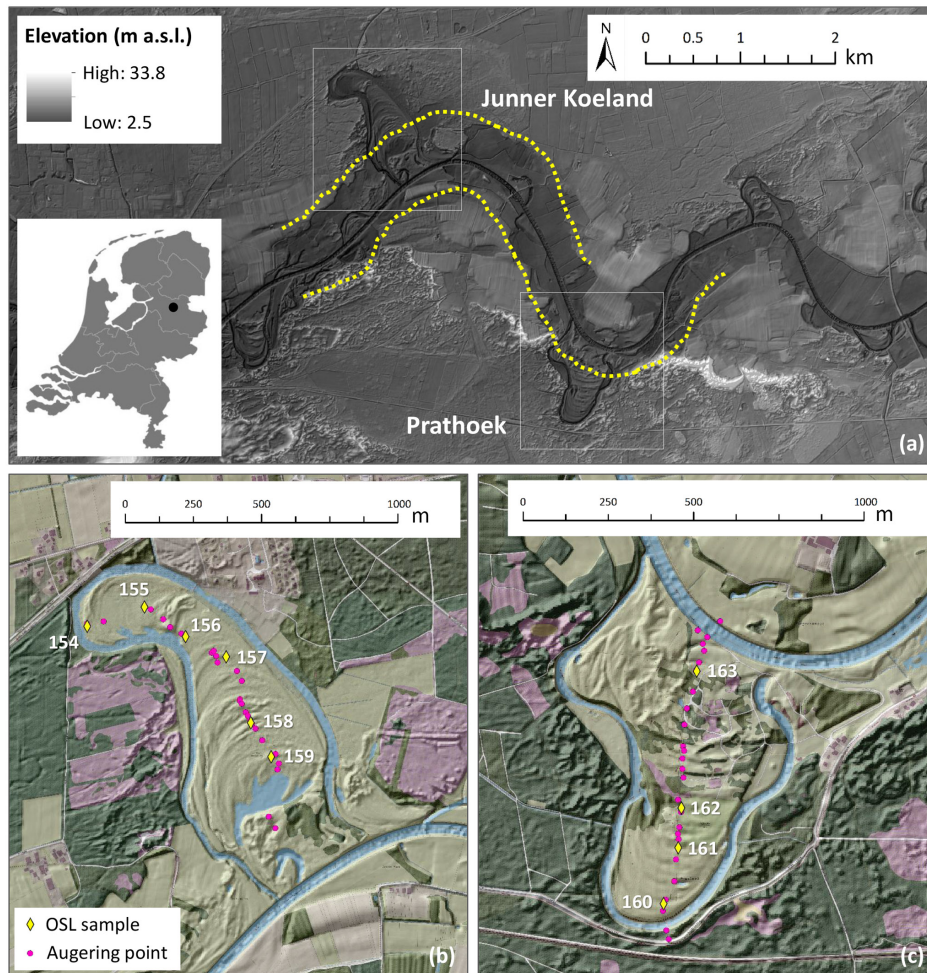 Elevation (m a.s.l.)
High: 33.8
Low: 2.5
N
0 0.5 1 2
km
Junner Koeland
Prathoek
(a)
0 250 500 1000
m
155
154
156
157
158
159
OSL sample
Augering point
(b)
0 250 500 1000
m
163
162
161
160
(c)